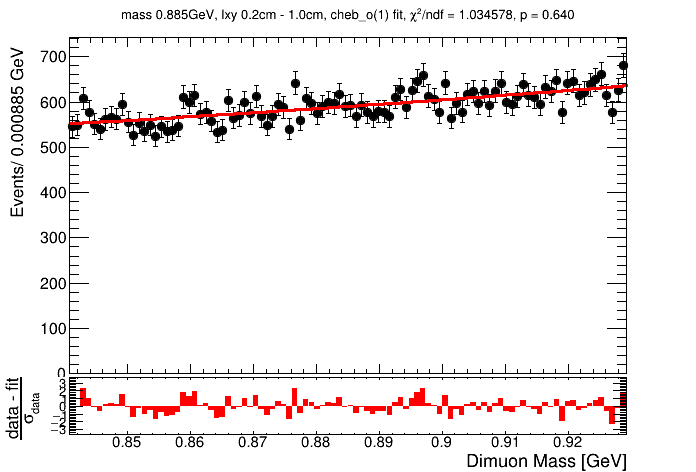 mass 0.885GeV, lxy 0.2cm - 1.0cm, cheb_o(1) fit, χ²/ndf = 1.034578, p = 0.640
Events/ 0.000885 GeV
700
600
500
400
300
200
100
0
data - fit
σdata
3
2
1
0
−1
−2
−3
0.85 0.86 0.87 0.88 0.89 0.9 0.91 0.92
Dimuon Mass [GeV]